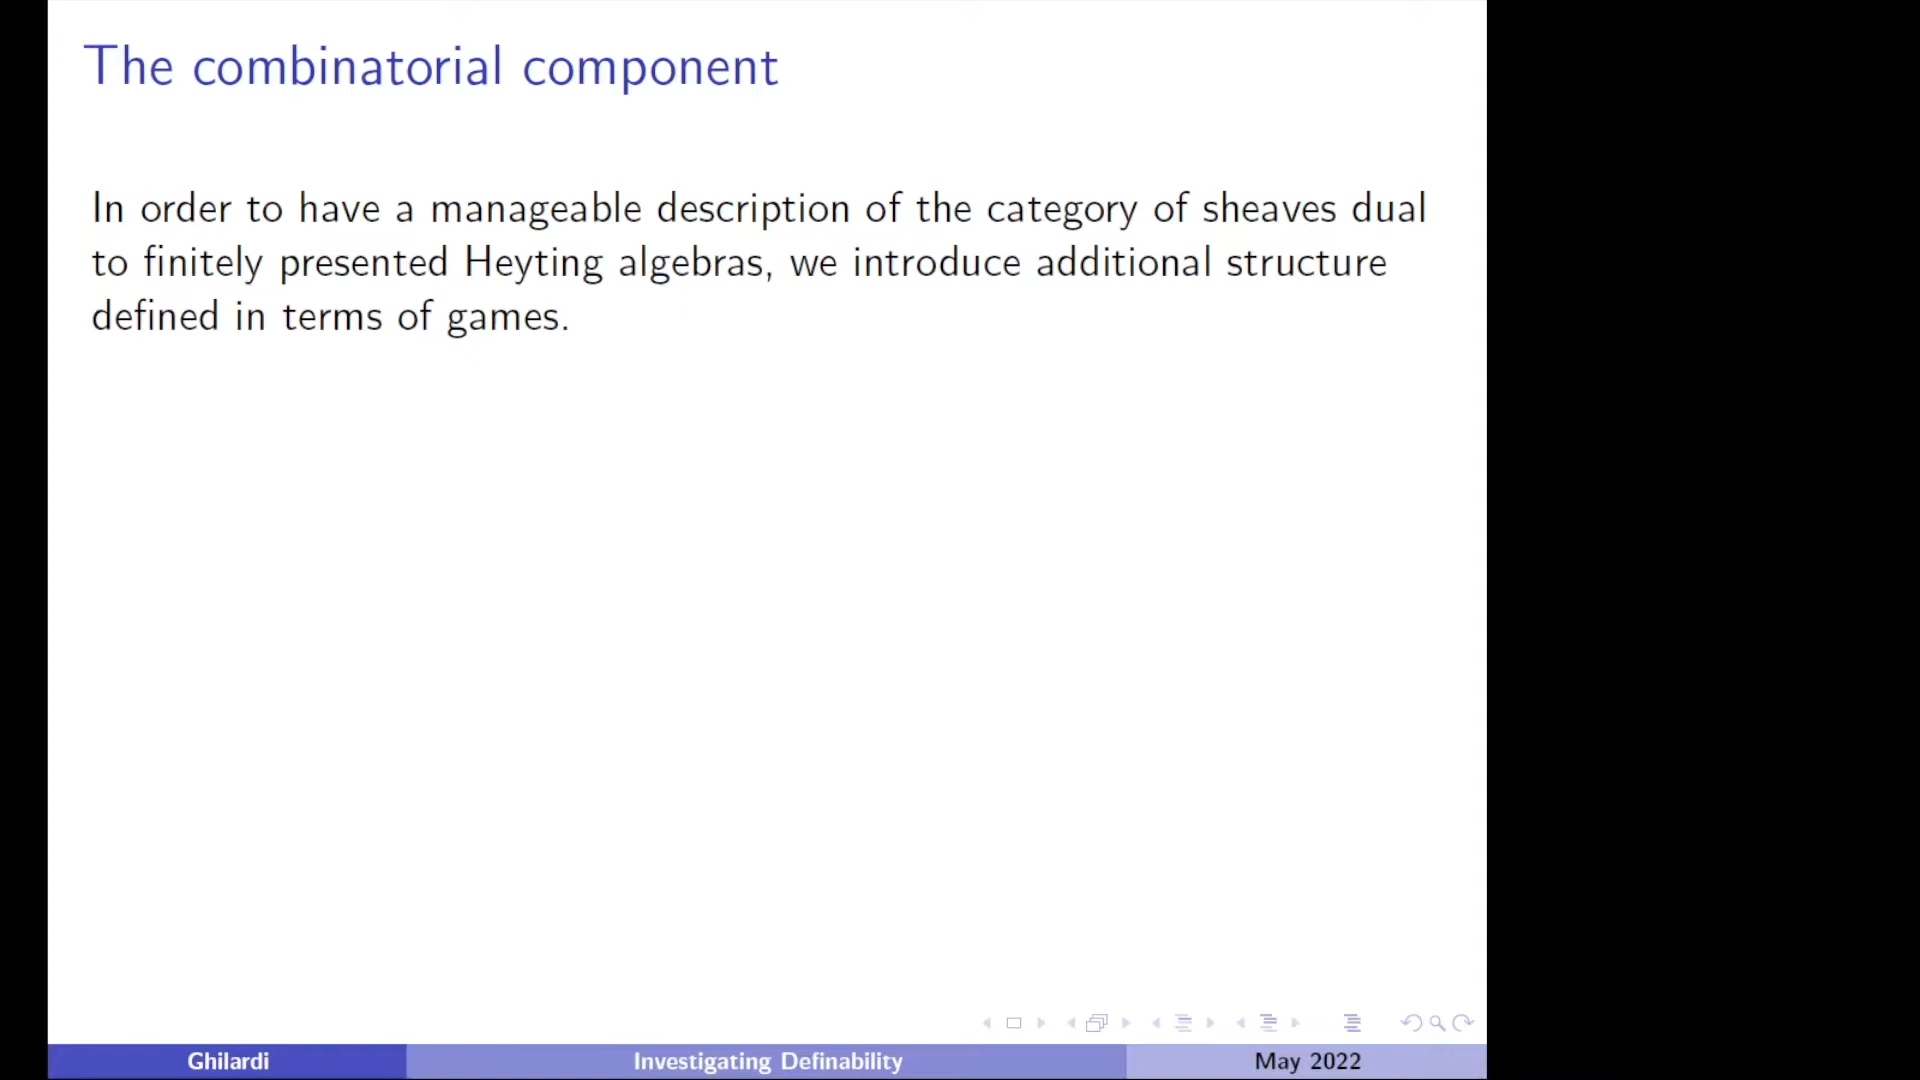 The combinatorial component
In order to have a manageable description of the category of sheaves dual
to finitely presented Heyting algebras, we introduce additional structure
defined in terms of games.
Ghilardi
Investigating Definability
May 2022